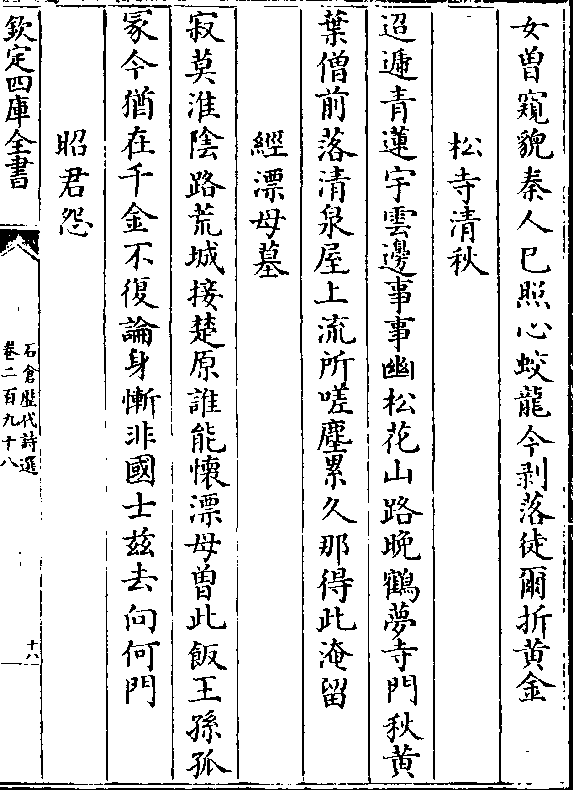 女曾窺貌秦人已照心蛟龍今剥落徒爾折黄金
松寺清秋
迢遞青蓮宇雲邊事事幽松花山路晚鶴夢寺門秋黄
葉僧前落清泉屋上流所嗟塵累久那得此淹留
經漂母墓
寂莫淮陰路荒城接楚原誰能懷漂母曽此飯王孫孤
冢今猶在千金不復論身慚非國士兹去向何門
昭君怨
欽定四庫全書
石倉歴代詩選
卷二百九十八
十八